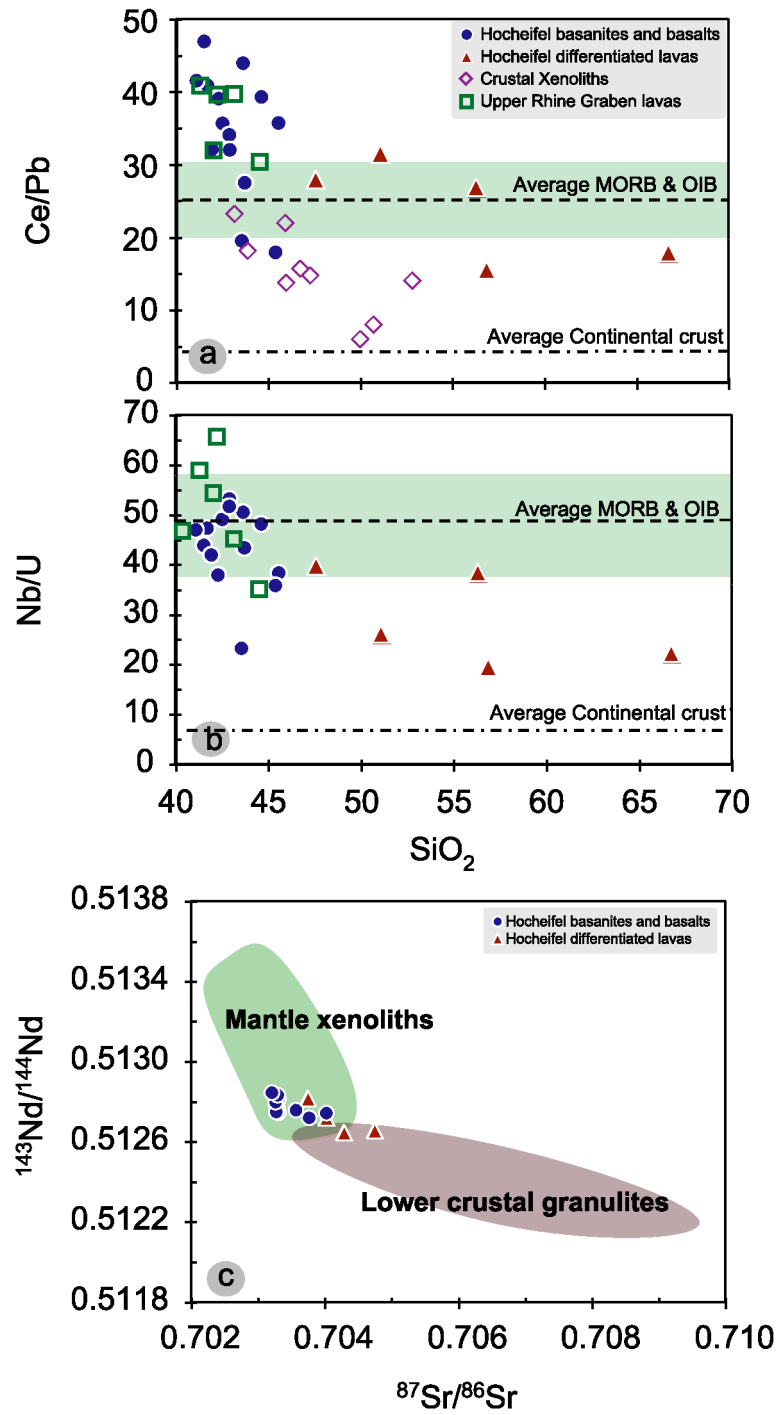 50
40
30
20
10
0
Ce/Pb
Hocheifel basanites and basalts
Hocheifel differentiated lavas
Crustal Xenoliths
Upper Rhine Graben lavas
Average MORB & OIB
Average Continental crust
a
70
60
50
40
30
20
10
0
Nb/U
Average MORB & OIB
Average Continental crust
b
40 45 50 55 60 65 70
SiO₂
0.5138
0.5134
0.5130
0.5126
0.5122
0.5118
¹⁴³Nd/¹⁴⁴Nd
Hocheifel basanites and basalts
Hocheifel differentiated lavas
Mantle xenoliths
Lower crustal granulites
c
0.702 0.704 0.706 0.708 0.710
⁸⁷Sr/⁸⁶Sr